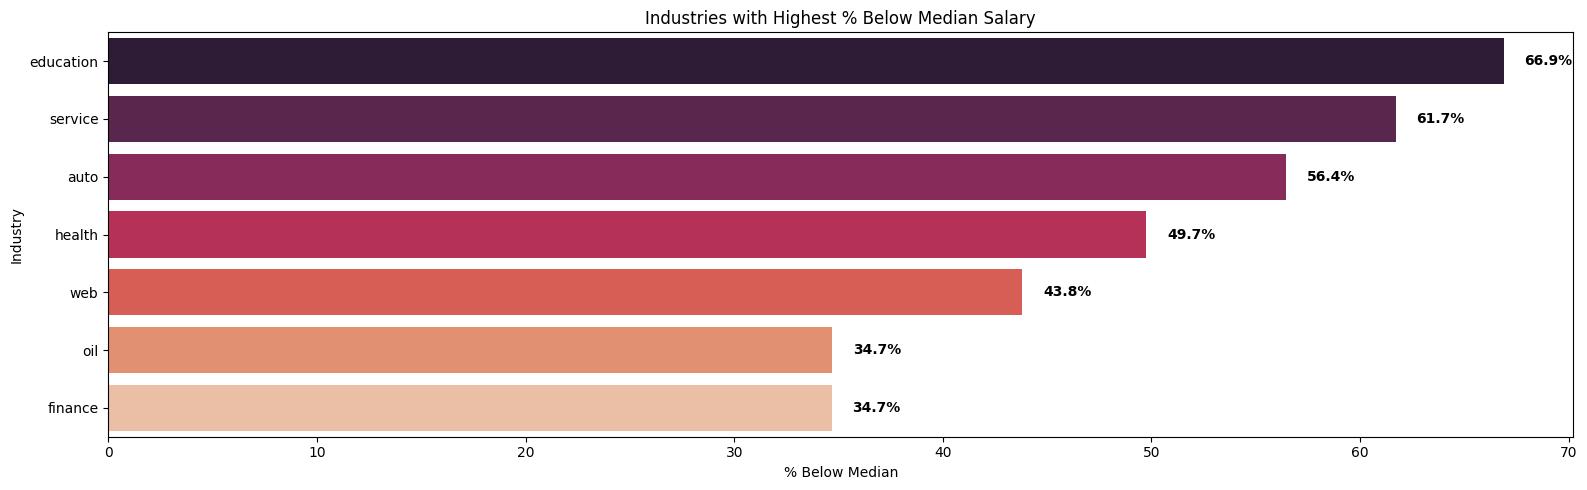 Industries with Highest % Below Median Salary
Industry
education 66.9%
service 61.7%
auto 56.4%
health 49.7%
web 43.8%
oil 34.7%
finance 34.7%
0 10 20 30 40 50 60 70
% Below Median